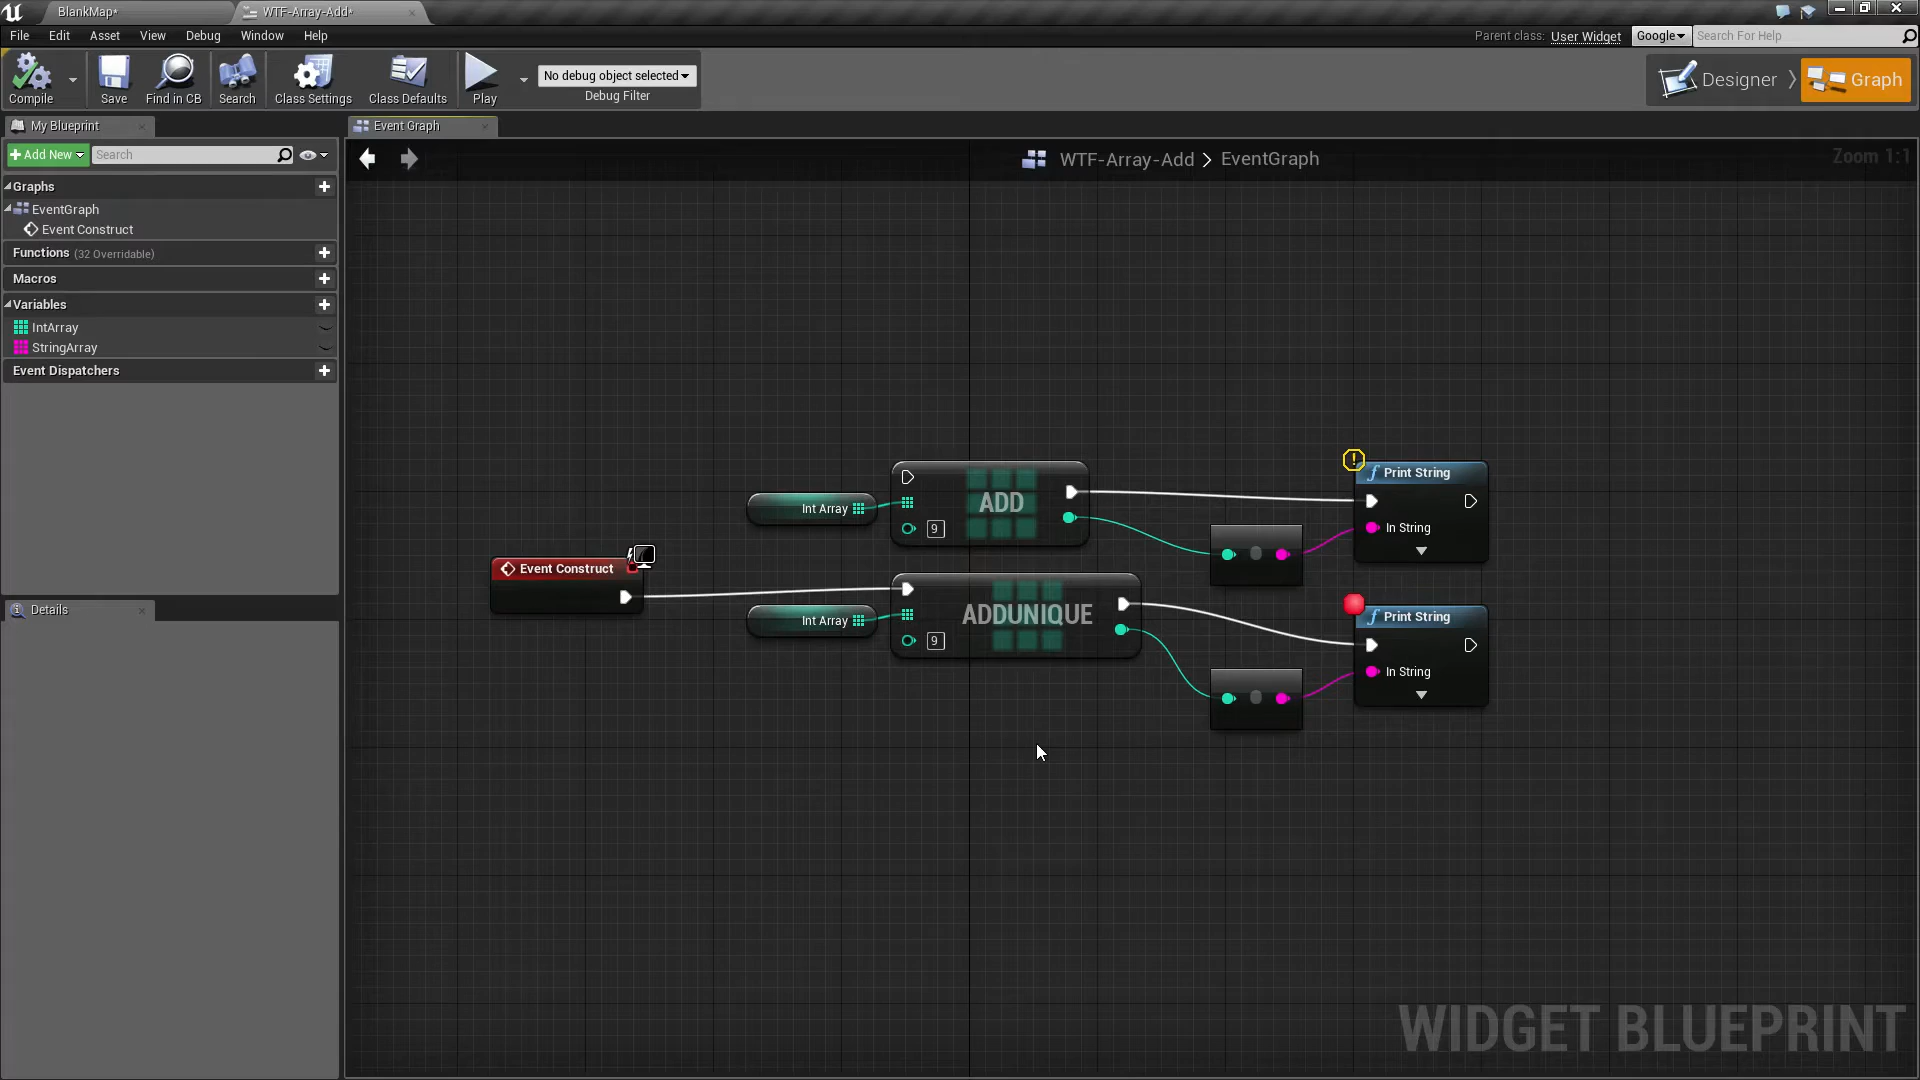 BlankMap*
WTF-Array-Add*
File Edit Asset View Debug Window Help
Parent class: User Widget Google Search For Help
Compile Save Find in CB Search Class Settings Class Defaults Play
No debug object selected
Debug Filter
Designer Graph
My Blueprint
Event Graph
Add New Search
WTF-Array-Add > EventGraph
Zoom 1:1
Graphs
EventGraph
Event Construct
Functions (32 Overridable)
Macros
Variables
IntArray
StringArray
Event Dispatchers
Details
Int Array
9
ADD
Print String
In String
Event Construct
Int Array
9
ADDUNIQUE
Print String
In String
WIDGET BLUEPRINT